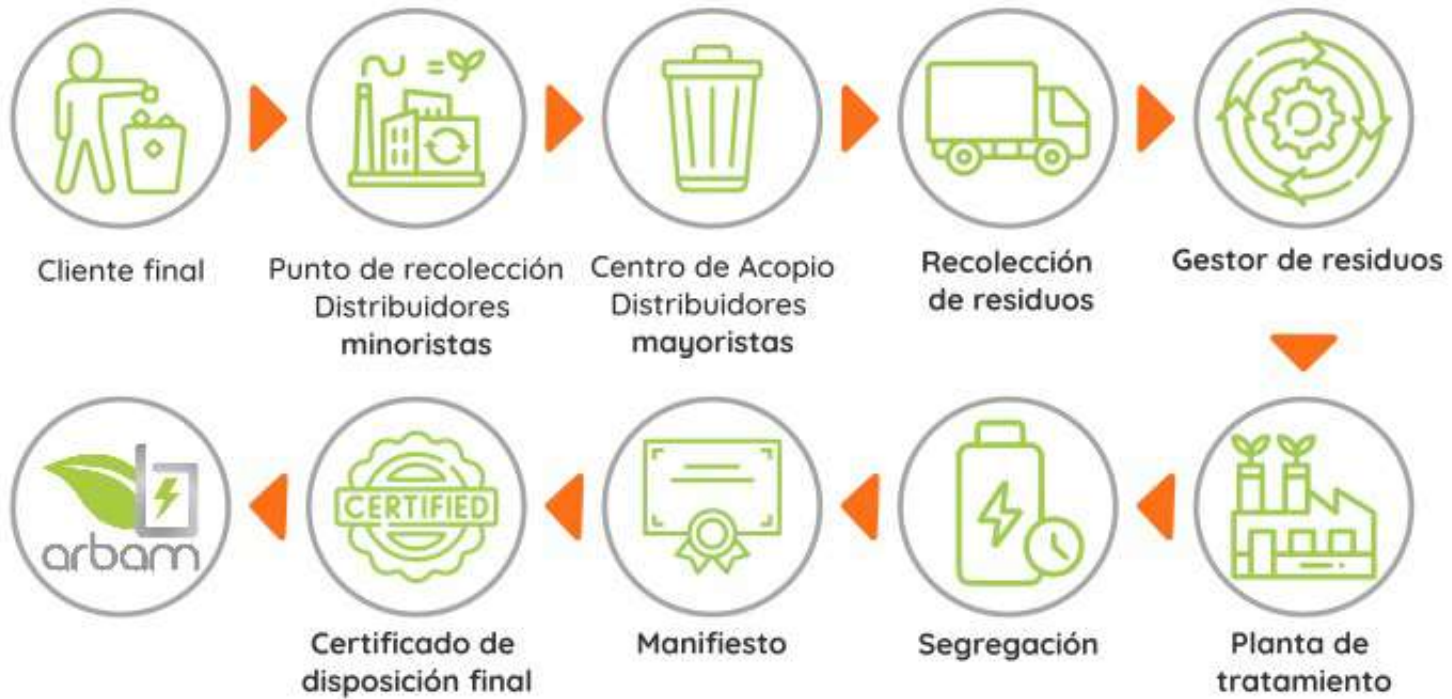 Cliente final
Punto de recolección
Distribuidores
minoristas
Centro de Acopio
Distribuidores
mayoristas
Recolección
de residuos
Gestor de residuos
Planta de
tratamiento
Segregación
Manifiesto
CERTIFIED
Certificado de
disposición final
arbam